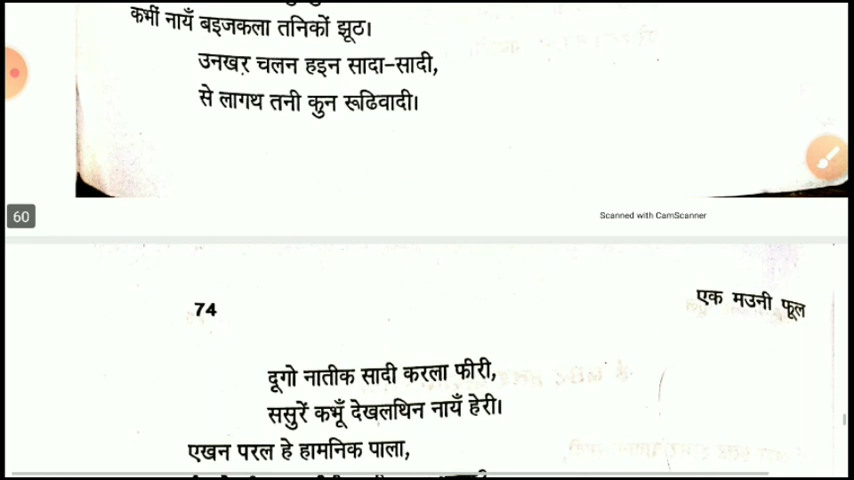 कभीं नायँ बइजकला तनिकों झूठ।
उनखर चलन हइन सादा-सादी,
से लागथ तनी कुन रूढिवादी।
60
Scanned with CamScanner
74
एक मउनी फूल
दूगो नातीक सादी करला फीरी,
ससुरें कभूँ देखलथिन नायँ हेरी।
एखन परल हे हामनिक पाला,